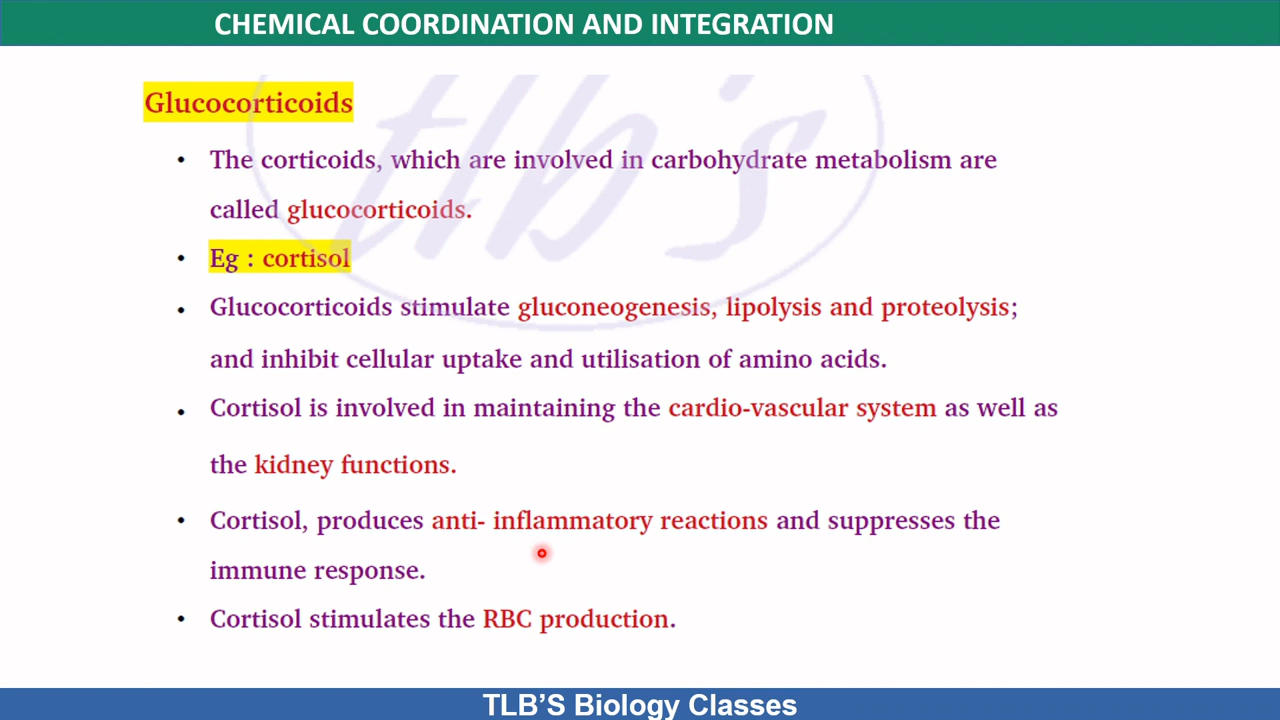 CHEMICAL COORDINATION AND INTEGRATION
tlb's
Glucocorticoids
• The corticoids, which are involved in carbohydrate metabolism are
called glucocorticoids.
• Eg : cortisol
• Glucocorticoids stimulate gluconeogenesis, lipolysis and proteolysis;
and inhibit cellular uptake and utilisation of amino acids.
• Cortisol is involved in maintaining the cardio-vascular system as well as
the kidney functions.
• Cortisol, produces anti- inflammatory reactions and suppresses the
immune response.
• Cortisol stimulates the RBC production.
TLB’S Biology Classes